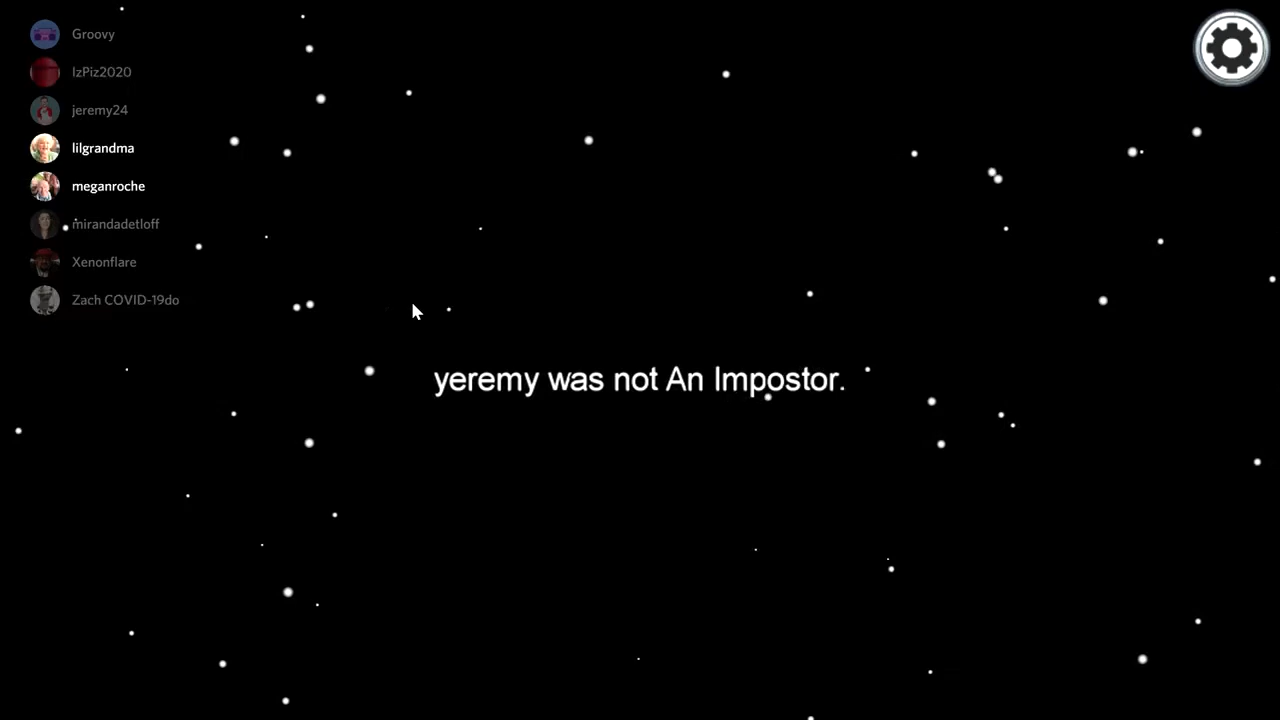 Groovy
IzPiz2020
jeremy24
lilgrandma
meganroche
mirandadetloff
Xenonflare
Zach COVID-19do
yeremy was not An Impostor.